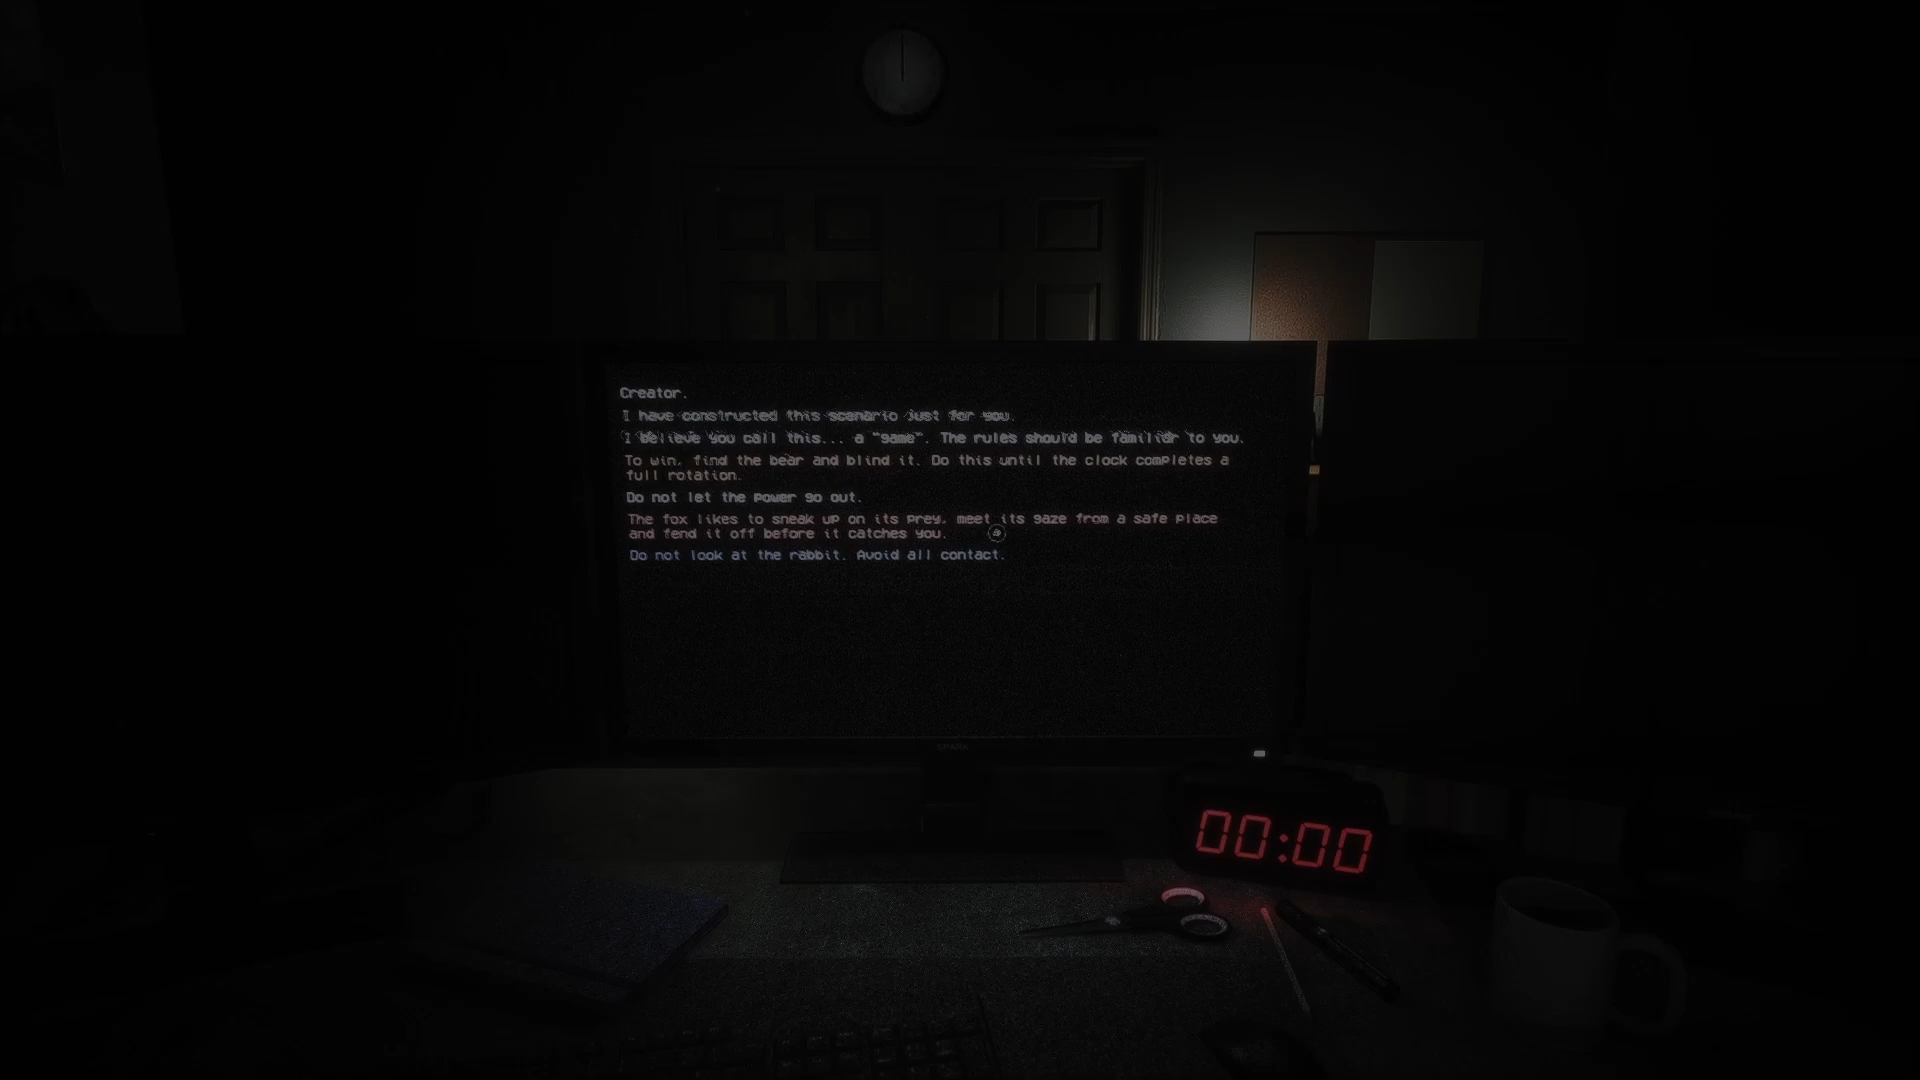 Creator.
I have constructed this scenario just for you.
I believe you call this... a "game". The rules should be familiar to you.
To win, find the bear and blind it. Do this until the clock completes a
full rotation.
Do not let the power go out.
The fox likes to sneak up on its prey, meet its gaze from a safe place
and fend it off before it catches you.
Do not look at the rabbit. Avoid all contact.
SPARK
00:00